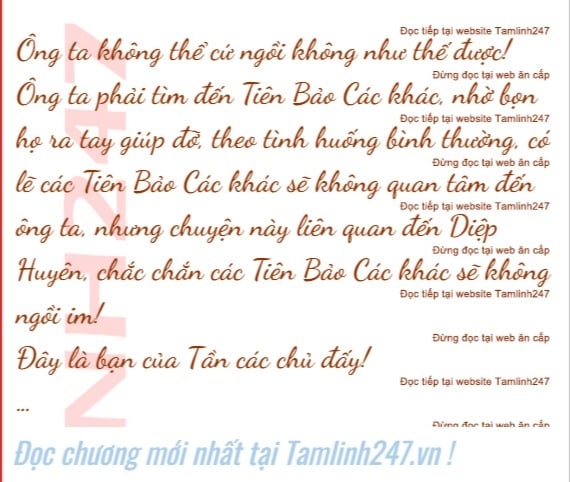 Đọc tiếp tại website Tamlinh247
Ông ta không thể cứ ngồi không như thế được!
Đừng đọc tại web ăn cắp
Ông ta phải tìm đến Tiên Bảo Các khác, nhờ bọn
Đọc tiếp tại website Tamlinh247
họ ra tay giúp đỡ, theo tình huống bình thường, có
Đừng đọc tại web ăn cắp
lẽ các Tiên Bảo Các khác sẽ không quan tâm đến
Đọc tiếp tại website Tamlinh247
ông ta, nhưng chuyện này liên quan đến Diệp
Đừng đọc tại web ăn cắp
Huyên, chắc chắn các Tiên Bảo Các khác sẽ không
Đọc tiếp tại website Tamlinh247
ngồi im!
Đừng đọc tại web ăn cắp
Đây là bạn của Tần các chủ đấy!
Đọc tiếp tại website Tamlinh247
...
Đừng đọc tại web ăn cắp
NH247
Đọc chương mới nhất tại Tamlinh247.vn !